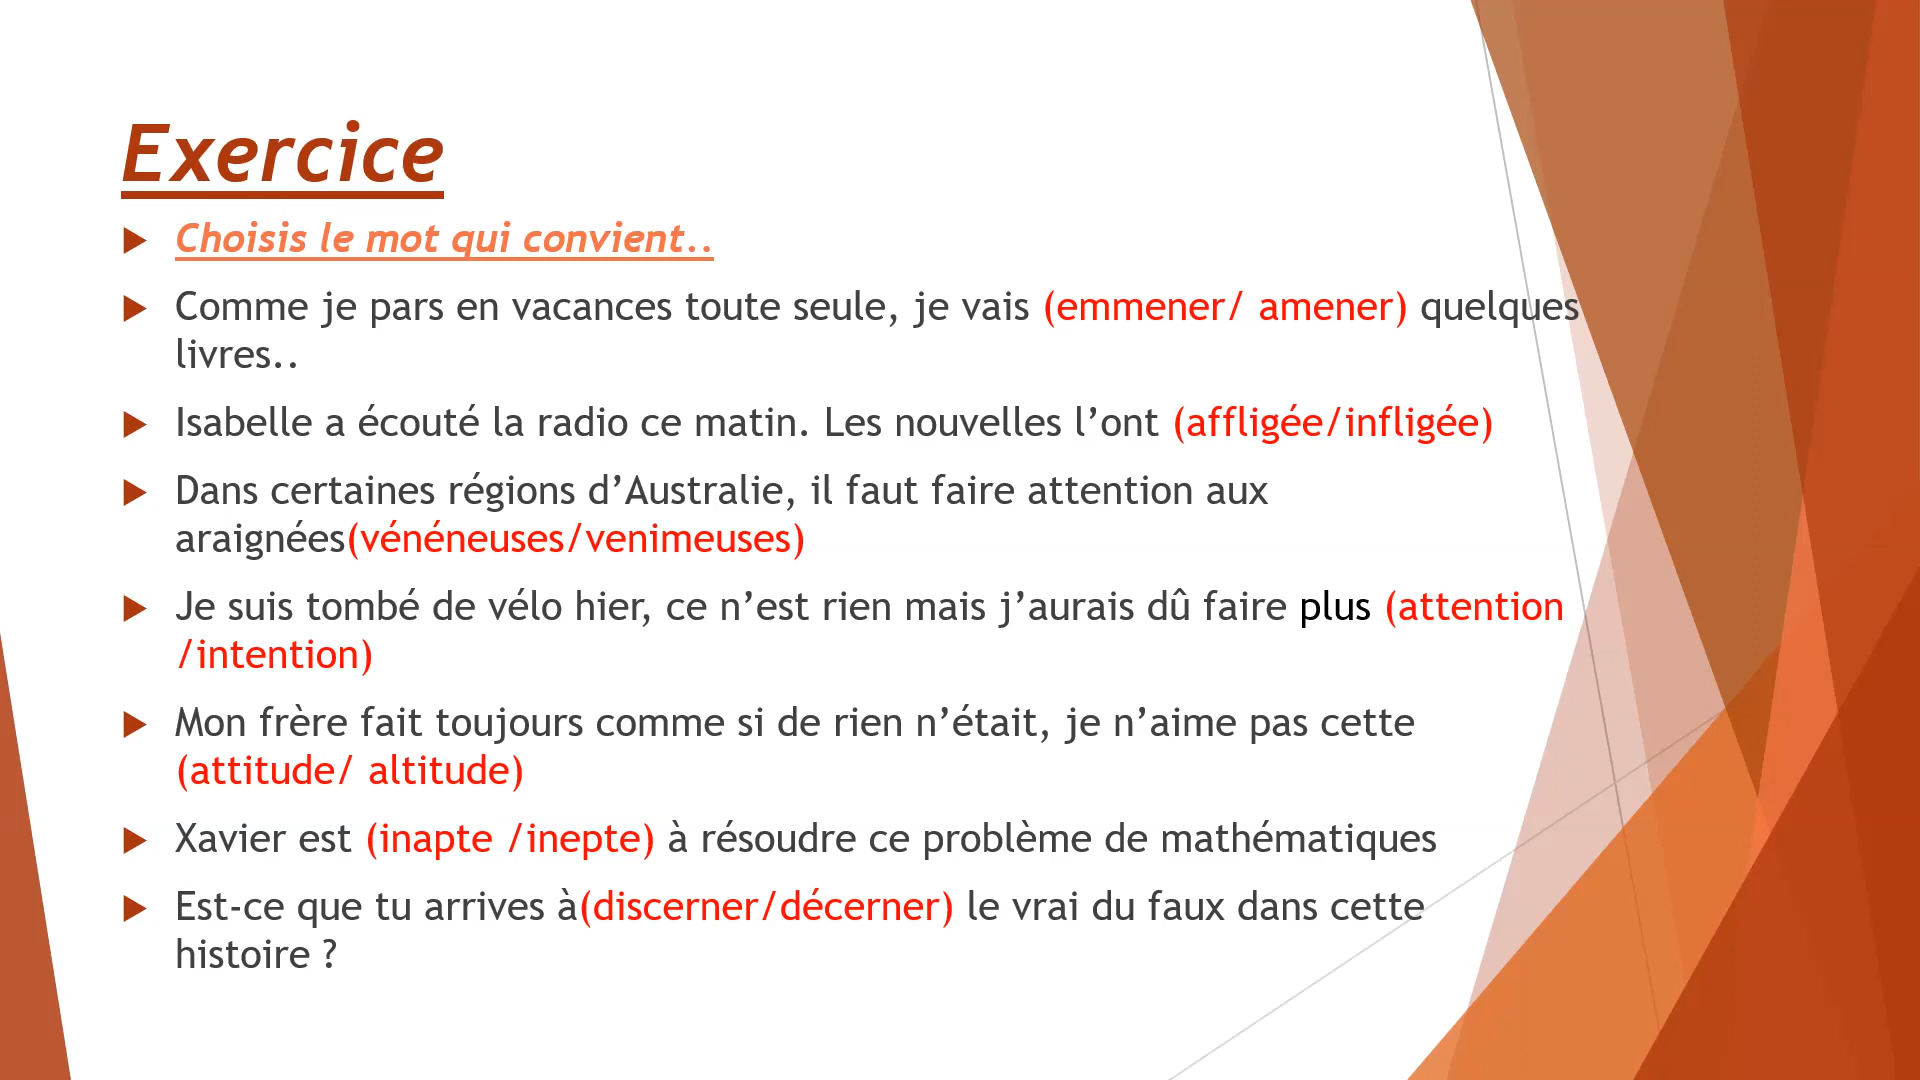 Exercice
Choisis le mot qui convient..
Comme je pars en vacances toute seule, je vais (emmener/ amener) quelques
livres..
Isabelle a écouté la radio ce matin. Les nouvelles l’ont (affligée/infligée)
Dans certaines régions d’Australie, il faut faire attention aux
araignées(vénéneuses/venimeuses)
Je suis tombé de vélo hier, ce n’est rien mais j’aurais dû faire plus (attention
/intention)
Mon frère fait toujours comme si de rien n’était, je n’aime pas cette
(attitude/ altitude)
Xavier est (inapte /inepte) à résoudre ce problème de mathématiques
Est-ce que tu arrives à(discerner/décerner) le vrai du faux dans cette
histoire ?